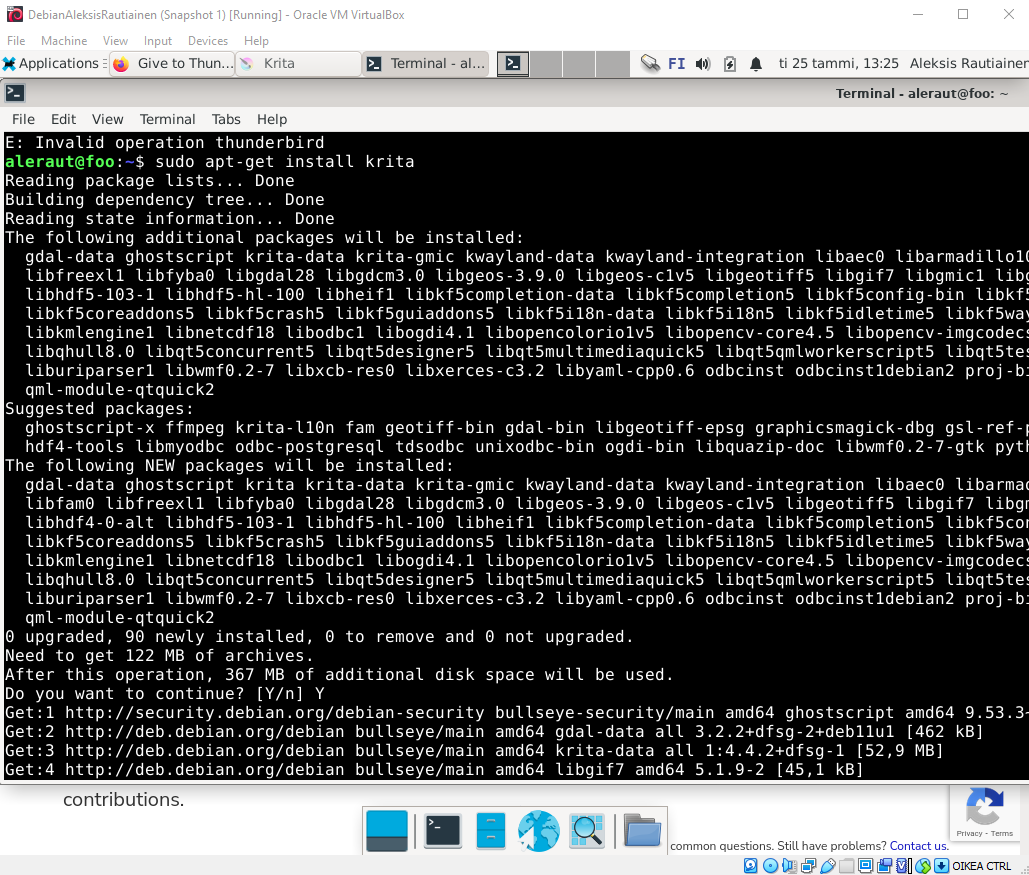 DebianAleksisRautiainen (Snapshot 1) [Running] - Oracle VM VirtualBox
File Machine View Input Devices Help
Applications Give to Thun... Krita Terminal - al... FI ti 25 tammi, 13:25 Aleksis Rautiainen
Terminal - aleraut@foo: ~
File Edit View Terminal Tabs Help
E: Invalid operation thunderbird
aleraut@foo:~$ sudo apt-get install krita
Reading package lists... Done
Building dependency tree... Done
Reading state information... Done
The following additional packages will be installed:
gdal-data ghostscript krita-data krita-gmic kwayland-data kwayland-integration libaec0 libarmadillo10
libfreexl1 libfyba0 libgdal28 libgdcm3.0 libgeos-3.9.0 libgeos-c1v5 libgeotiff5 libgif7 libgmic1 libg
libhdf5-103-1 libhdf5-hl-100 libheif1 libkf5completion-data libkf5completion5 libkf5config-bin libkf5
libkf5coreaddons5 libkf5crash5 libkf5guiaddons5 libkf5i18n-data libkf5i18n5 libkf5idletime5 libkf5way
libkmlengine1 libnetcdf18 libodbc1 libogdi4.1 libopencolorio1v5 libopencv-core4.5 libopencv-imgcodecs
libqhull8.0 libqt5concurrent5 libqt5designer5 libqt5multimediaquick5 libqt5qmlworkerscript5 libqt5tes
liburiparser1 libwmf0.2-7 libxcb-res0 libxerces-c3.2 libyaml-cpp0.6 odbcinst odbcinst1debian2 proj-bi
qml-module-qtquick2
Suggested packages:
ghostscript-x ffmpeg krita-l10n fam geotiff-bin gdal-bin libgeotiff-epsg graphicsmagick-dbg gsl-ref-p
hdf4-tools libmyodbc odbc-postgresql tdsodbc unixodbc-bin ogdi-bin libquazip-doc libwmf0.2-7-gtk pyth
The following NEW packages will be installed:
gdal-data ghostscript krita krita-data krita-gmic kwayland-data kwayland-integration libaec0 libarmad
libfam0 libfreexl1 libfyba0 libgdal28 libgdcm3.0 libgeos-3.9.0 libgeos-c1v5 libgeotiff5 libgif7 libgm
libhdf4-0-alt libhdf5-103-1 libhdf5-hl-100 libheif1 libkf5completion-data libkf5completion5 libkf5con
libkf5coreaddons5 libkf5crash5 libkf5guiaddons5 libkf5i18n-data libkf5i18n5 libkf5idletime5 libkf5way
libkmlengine1 libnetcdf18 libodbc1 libogdi4.1 libopencolorio1v5 libopencv-core4.5 libopencv-imgcodecs
libqhull8.0 libqt5concurrent5 libqt5designer5 libqt5multimediaquick5 libqt5qmlworkerscript5 libqt5tes
liburiparser1 libwmf0.2-7 libxcb-res0 libxerces-c3.2 libyaml-cpp0.6 odbcinst odbcinst1debian2 proj-bi
qml-module-qtquick2
0 upgraded, 90 newly installed, 0 to remove and 0 not upgraded.
Need to get 122 MB of archives.
After this operation, 367 MB of additional disk space will be used.
Do you want to continue? [Y/n] Y
Get:1 http://security.debian.org/debian-security bullseye-security/main amd64 ghostscript amd64 9.53.3~
Get:2 http://deb.debian.org/debian bullseye/main amd64 gdal-data all 3.2.2+dfsg-2+deb11u1 [462 kB]
Get:3 http://deb.debian.org/debian bullseye/main amd64 krita-data all 1:4.4.2+dfsg-1 [52,9 MB]
Get:4 http://deb.debian.org/debian bullseye/main amd64 libgif7 amd64 5.1.9-2 [45,1 kB]
contributions.
Privacy - Terms
common questions. Still have problems? Contact us.
OIKEA CTRL